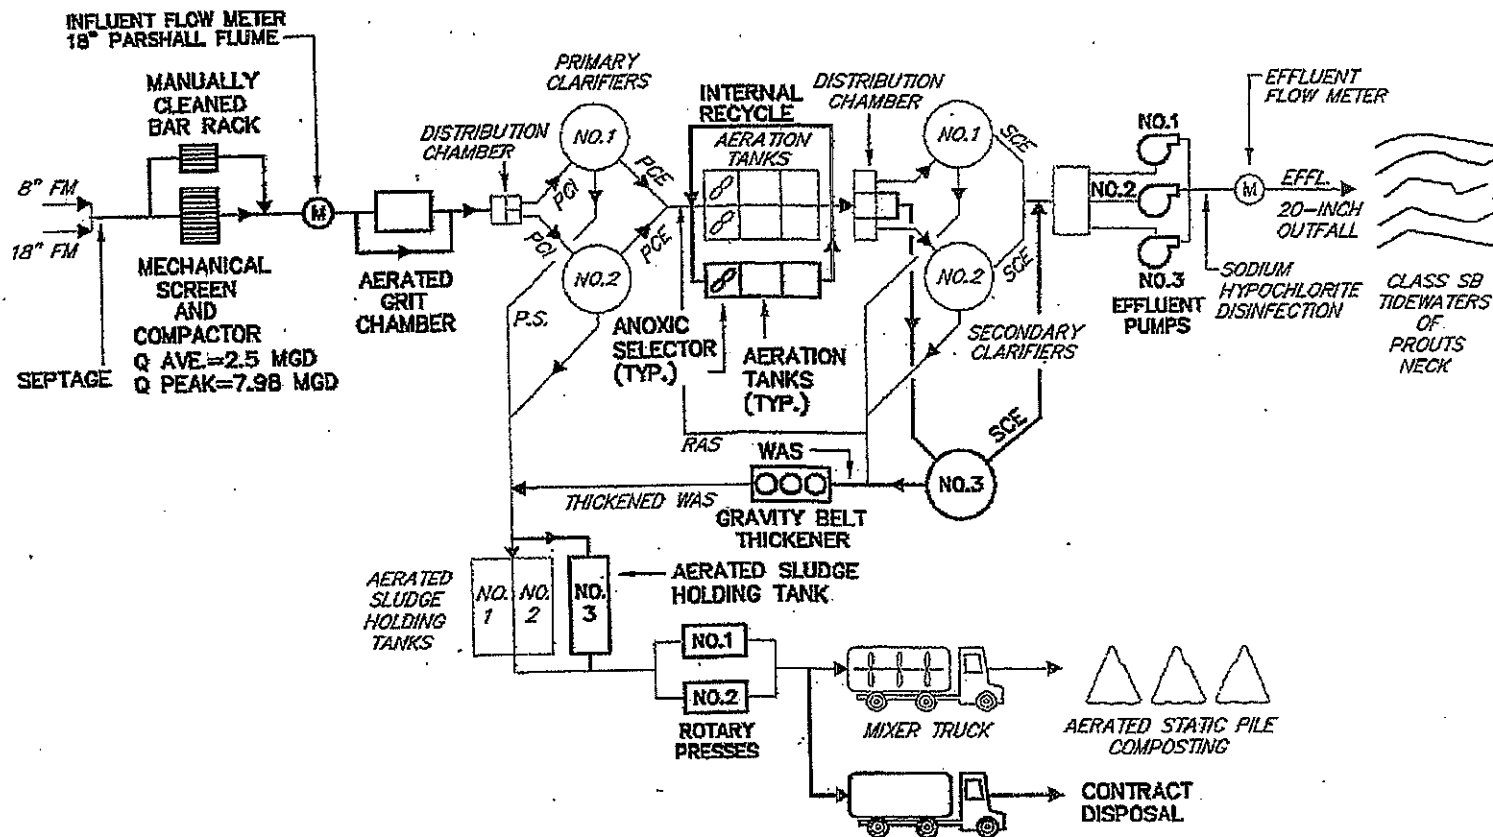 INFLUENT FLOW METER
18" PARSHALL FLUME
MANUALLY
CLEANED
BAR RACK
8" FM
18" FM
SEPTAGE
MECHANICAL
SCREEN
AND
COMPACTOR
Q AVE.=2.5 MGD
Q PEAK=7.98 MGD
M
AERATED
GRIT
CHAMBER
DISTRIBUTION
CHAMBER
PRIMARY
CLARIFIERS
NO.1
NO.2
PCI
PCI
PCE
PCE
P.S.
INTERNAL
RECYCLE
AERATION
TANKS
ANOXIC
SELECTOR
(TYP.)
AERATION
TANKS
(TYP.)
DISTRIBUTION
CHAMBER
NO.1
NO.2
SCE
SCE
SECONDARY
CLARIFIERS
SCE
NO.3
RAS
WAS
THICKENED WAS
GRAVITY BELT
THICKENER
NO.1
NO.2
NO.3
EFFLUENT
PUMPS
EFFLUENT
FLOW METER
M
EFFL.
20-INCH
OUTFALL
SODIUM
HYPOCHLORITE
DISINFECTION
CLASS SB
TIDEWATERS
OF
PROUTS
NECK
AERATED
SLUDGE
HOLDING
TANKS
NO.
1
NO.
2
NO.
3
AERATED SLUDGE
HOLDING TANK
NO.1
NO.2
ROTARY
PRESSES
MIXER TRUCK
AERATED STATIC PILE
COMPOSTING
CONTRACT
DISPOSAL